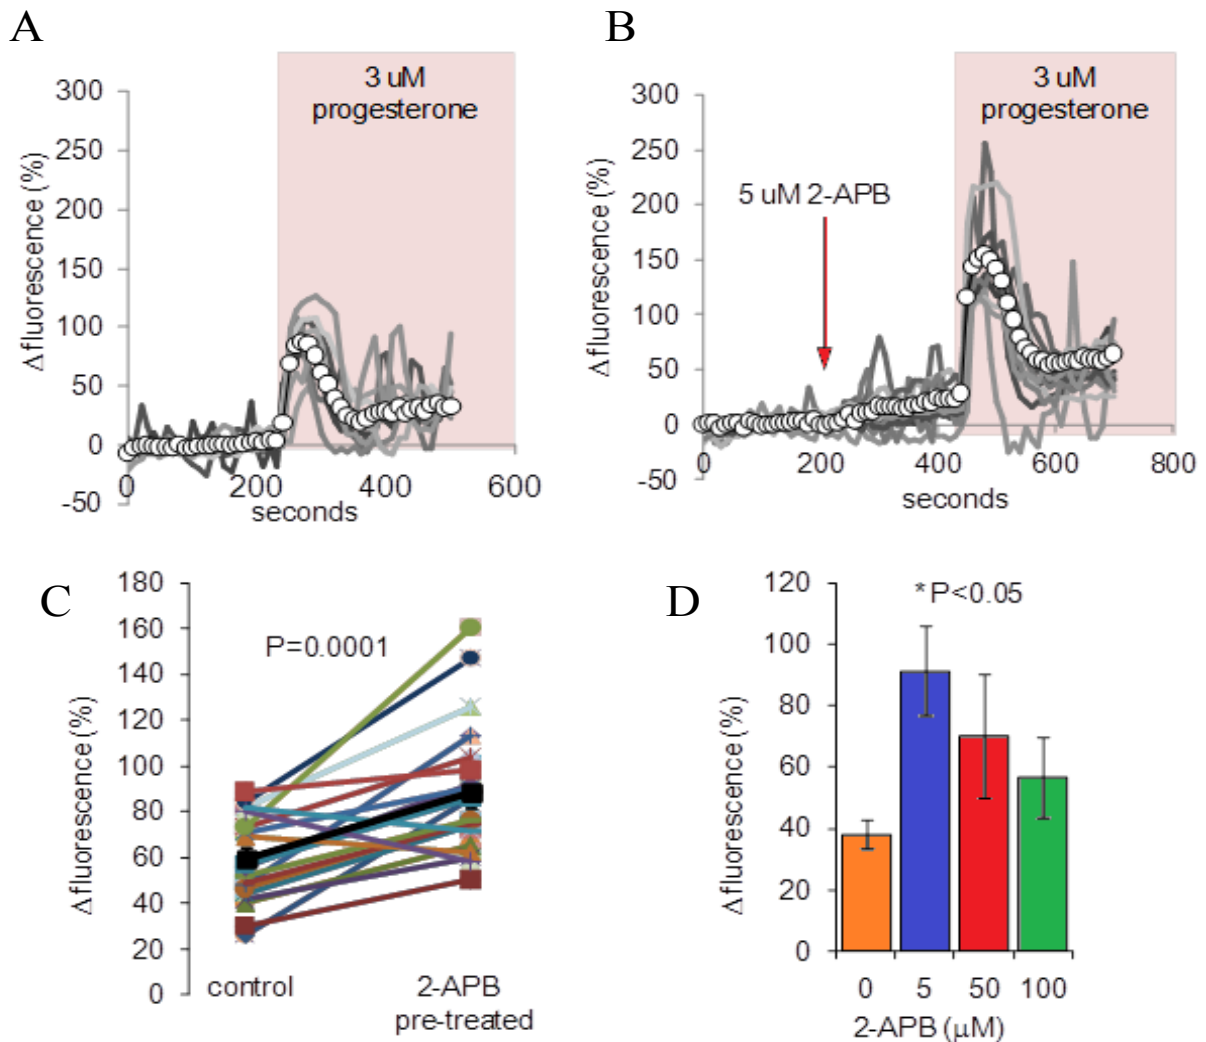 A
3 uM
progesterone
300
250
200
150
100
50
0
-50
Δfluorescence (%)
0
200
400
600
seconds
B
3 uM
progesterone
5 uM 2-APB
300
250
200
150
100
50
0
-50
Δfluorescence (%)
0
200
400
600
800
seconds
C
P=0.0001
180
160
140
120
100
80
60
40
20
0
Δfluorescence (%)
control
2-APB
pre-treated
D
*P<0.05
120
100
80
60
40
20
0
Δfluorescence (%)
0 5 50 100
2-APB (µM)